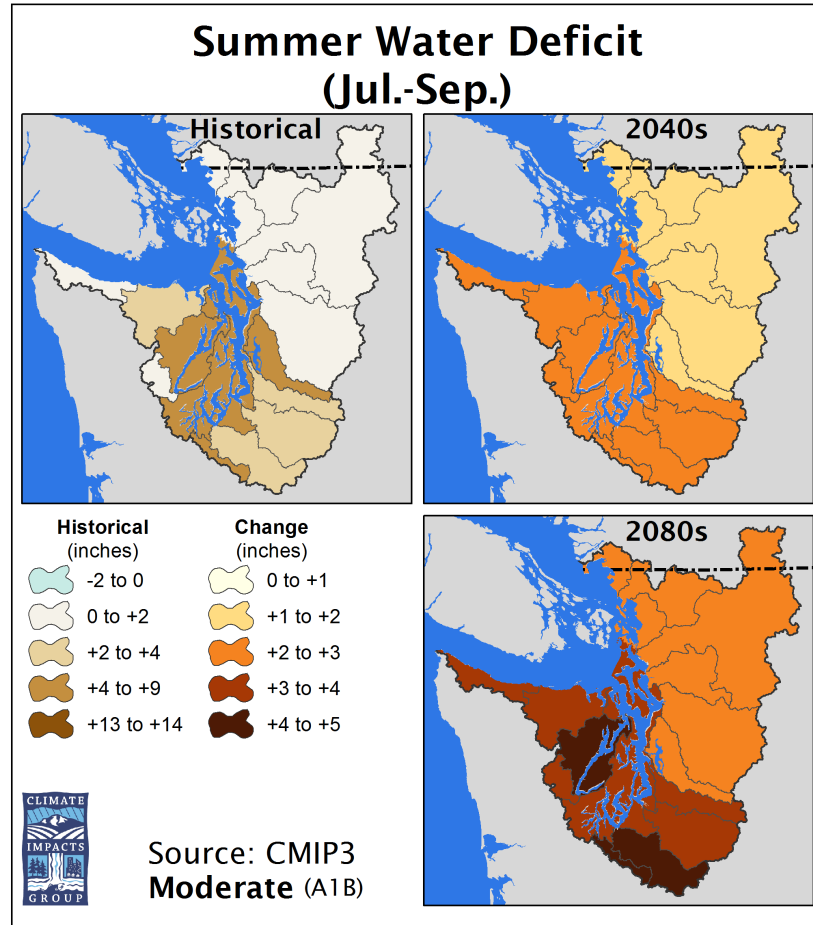 Summer Water Deficit
(Jul.-Sep.)
Historical
2040s
Historical
(inches)
-2 to 0
0 to +2
+2 to +4
+4 to +9
+13 to +14
Change
(inches)
0 to +1
+1 to +2
+2 to +3
+3 to +4
+4 to +5
2080s
CLIMATE
IMPACTS
GROUP
Source: CMIP3
Moderate (A1B)